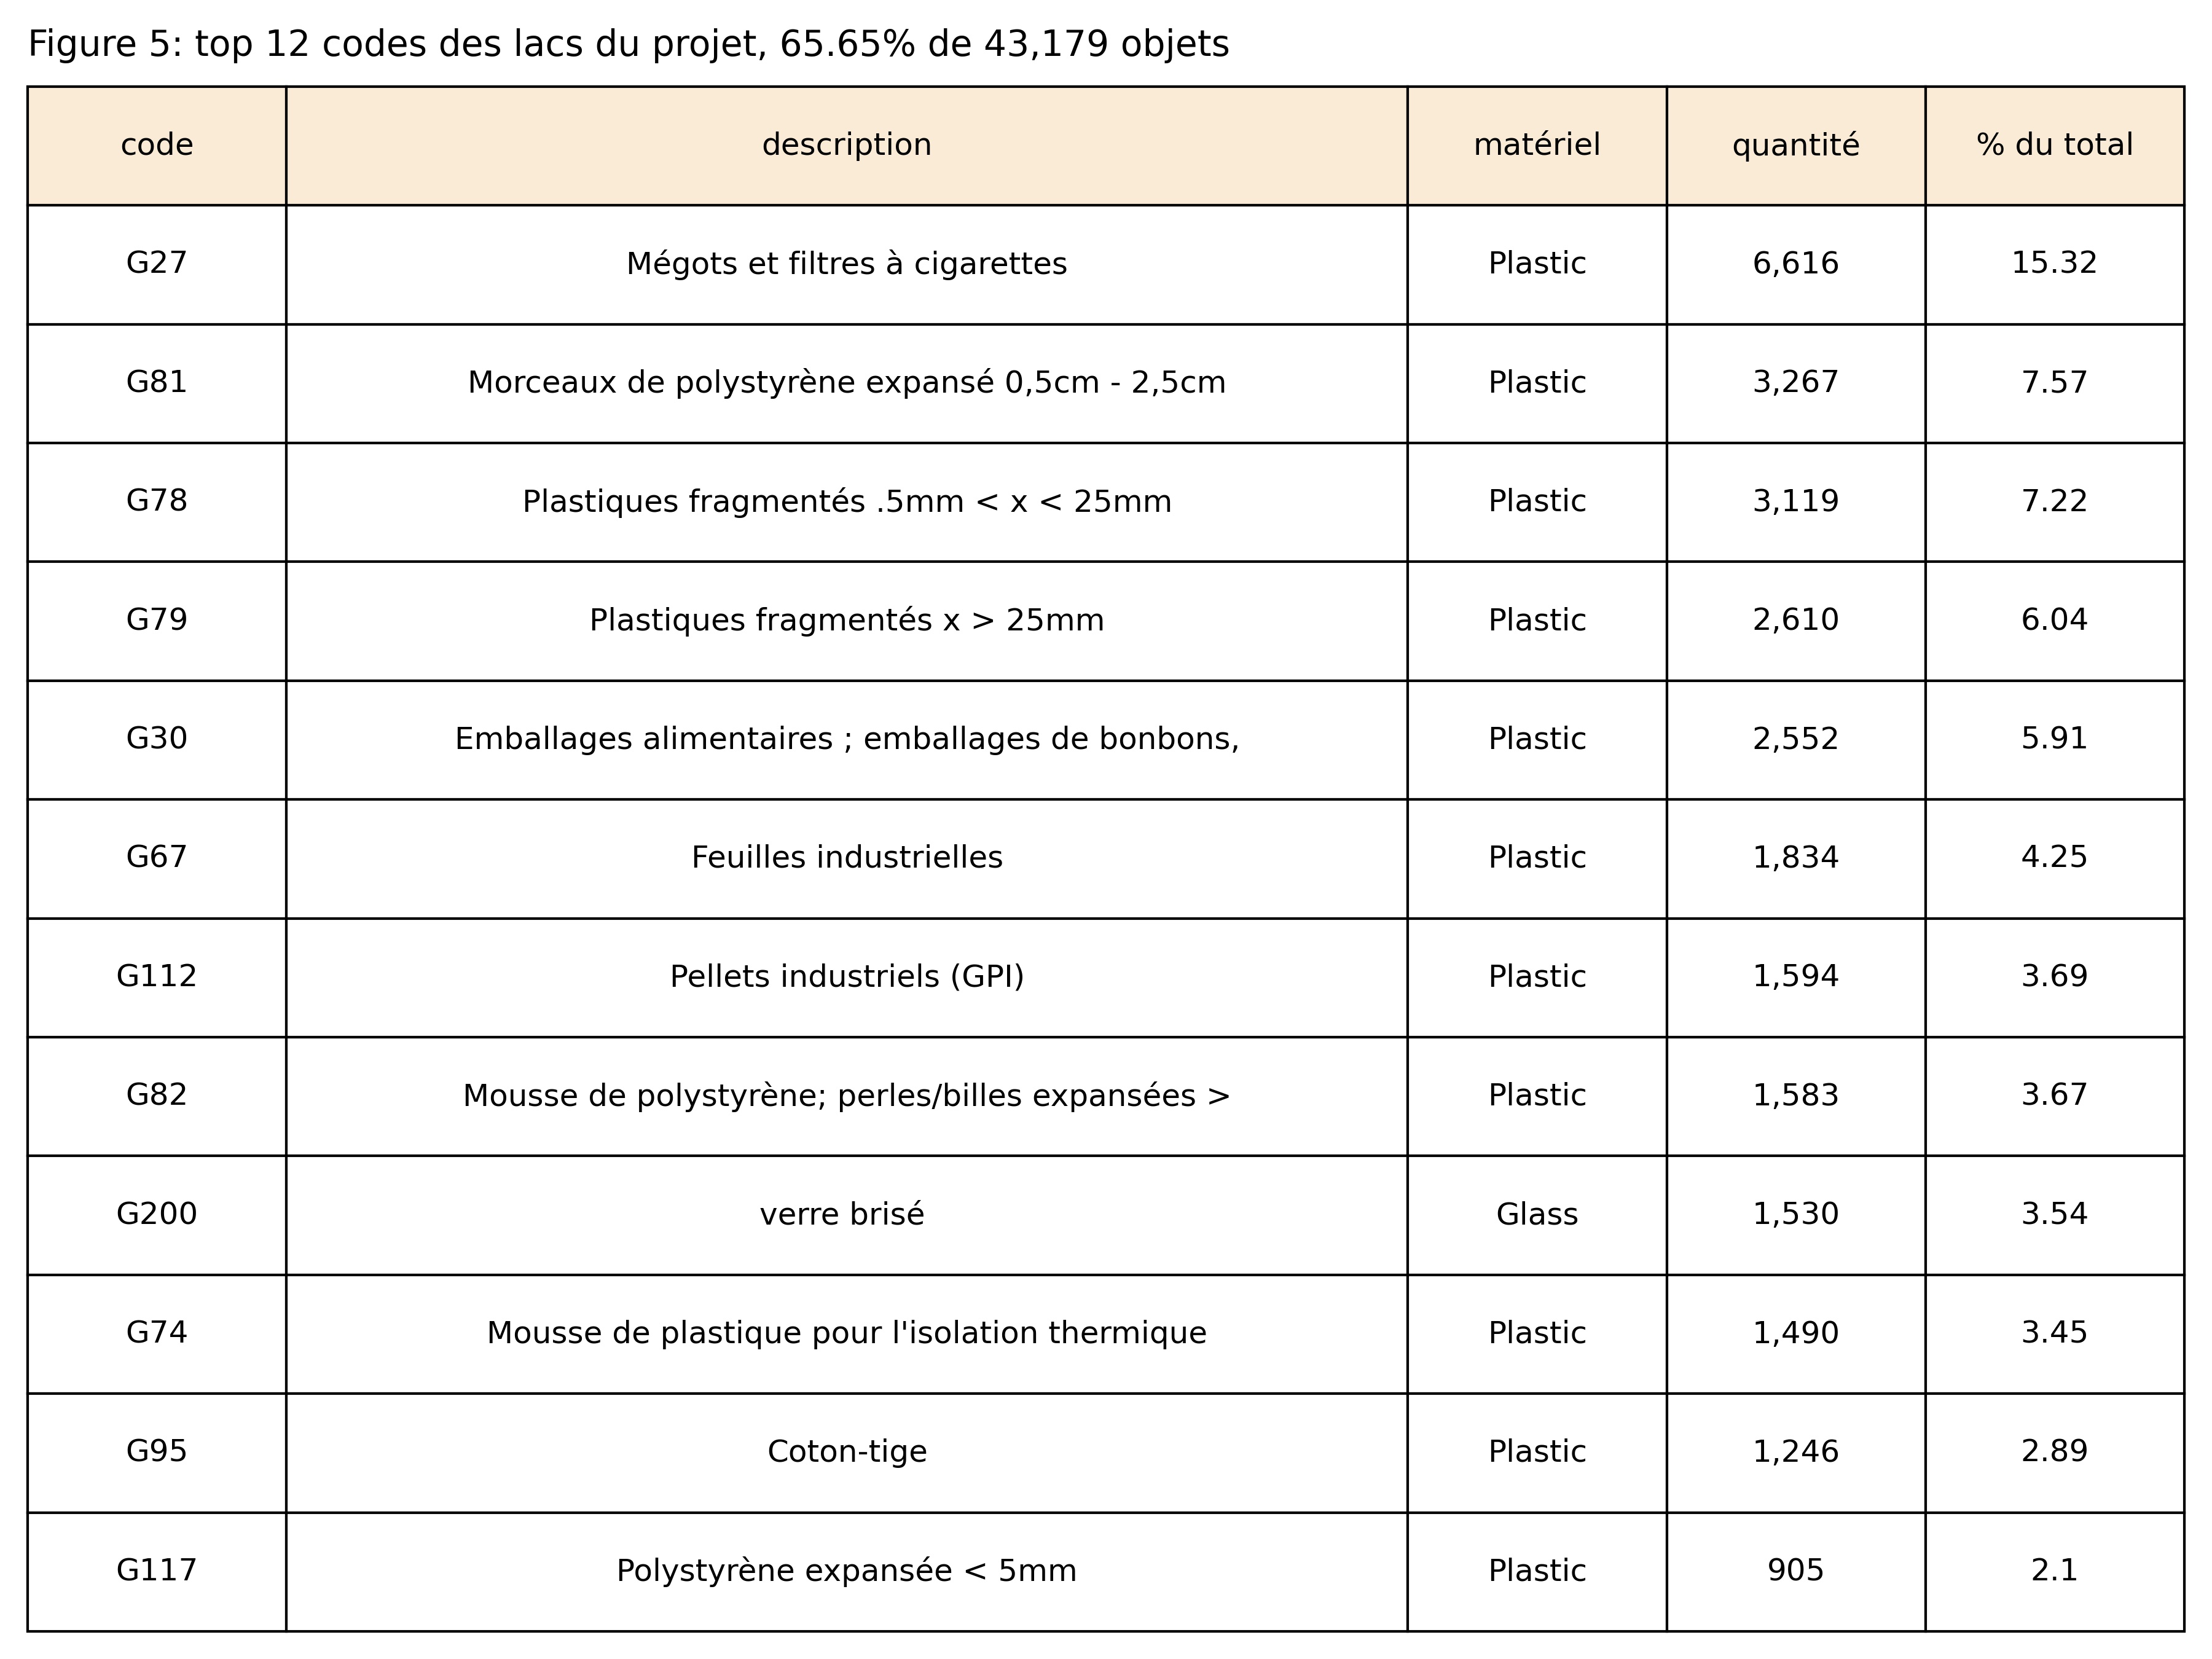 Figure 5: top 12 codes des lacs du projet, 65.65% de 43,179 objets
code description matériel quantité % du total
G27 Mégots et filtres à cigarettes Plastic 6,616 15.32
G81 Morceaux de polystyrène expansé 0,5cm - 2,5cm Plastic 3,267 7.57
G78 Plastiques fragmentés .5mm < x < 25mm Plastic 3,119 7.22
G79 Plastiques fragmentés x > 25mm Plastic 2,610 6.04
G30 Emballages alimentaires ; emballages de bonbons, Plastic 2,552 5.91
G67 Feuilles industrielles Plastic 1,834 4.25
G112 Pellets industriels (GPI) Plastic 1,594 3.69
G82 Mousse de polystyrène; perles/billes expansées > Plastic 1,583 3.67
G200 verre brisé Glass 1,530 3.54
G74 Mousse de plastique pour l'isolation thermique Plastic 1,490 3.45
G95 Coton-tige Plastic 1,246 2.89
G117 Polystyrène expansée < 5mm Plastic 905 2.1